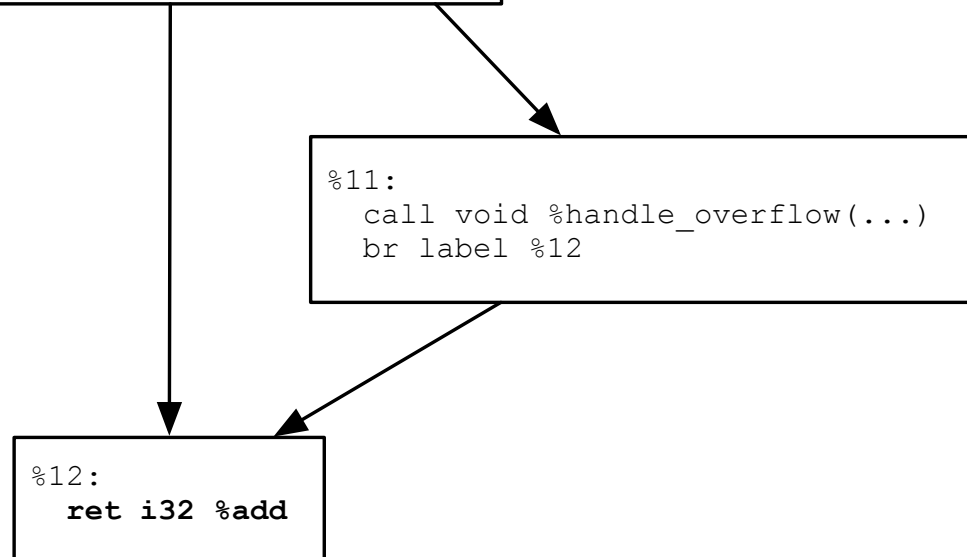 %11:
call void %handle_overflow(...)
br label %12
%12:
ret i32 %add